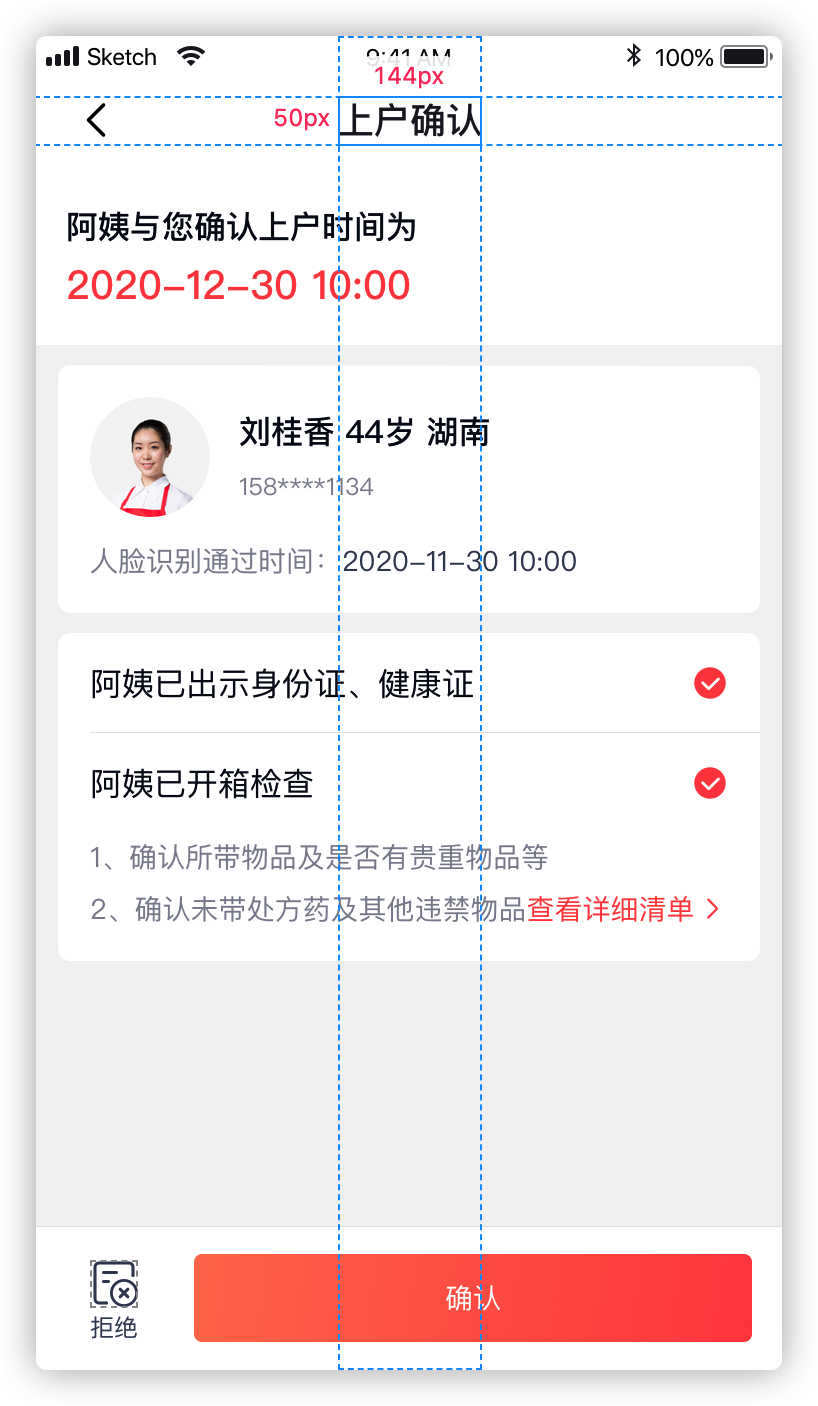 Sketch 9:41 AM 100%
144px
50px 上户确认
阿姨与您确认上户时间为
2020-12-30 10:00
刘桂香 44岁 湖南
158****1134
人脸识别通过时间：2020-11-30 10:00
阿姨已出示身份证、健康证
阿姨已开箱检查
1、确认所带物品及是否有贵重物品等
2、确认未带处方药及其他违禁物品查看详细清单
拒绝 确认